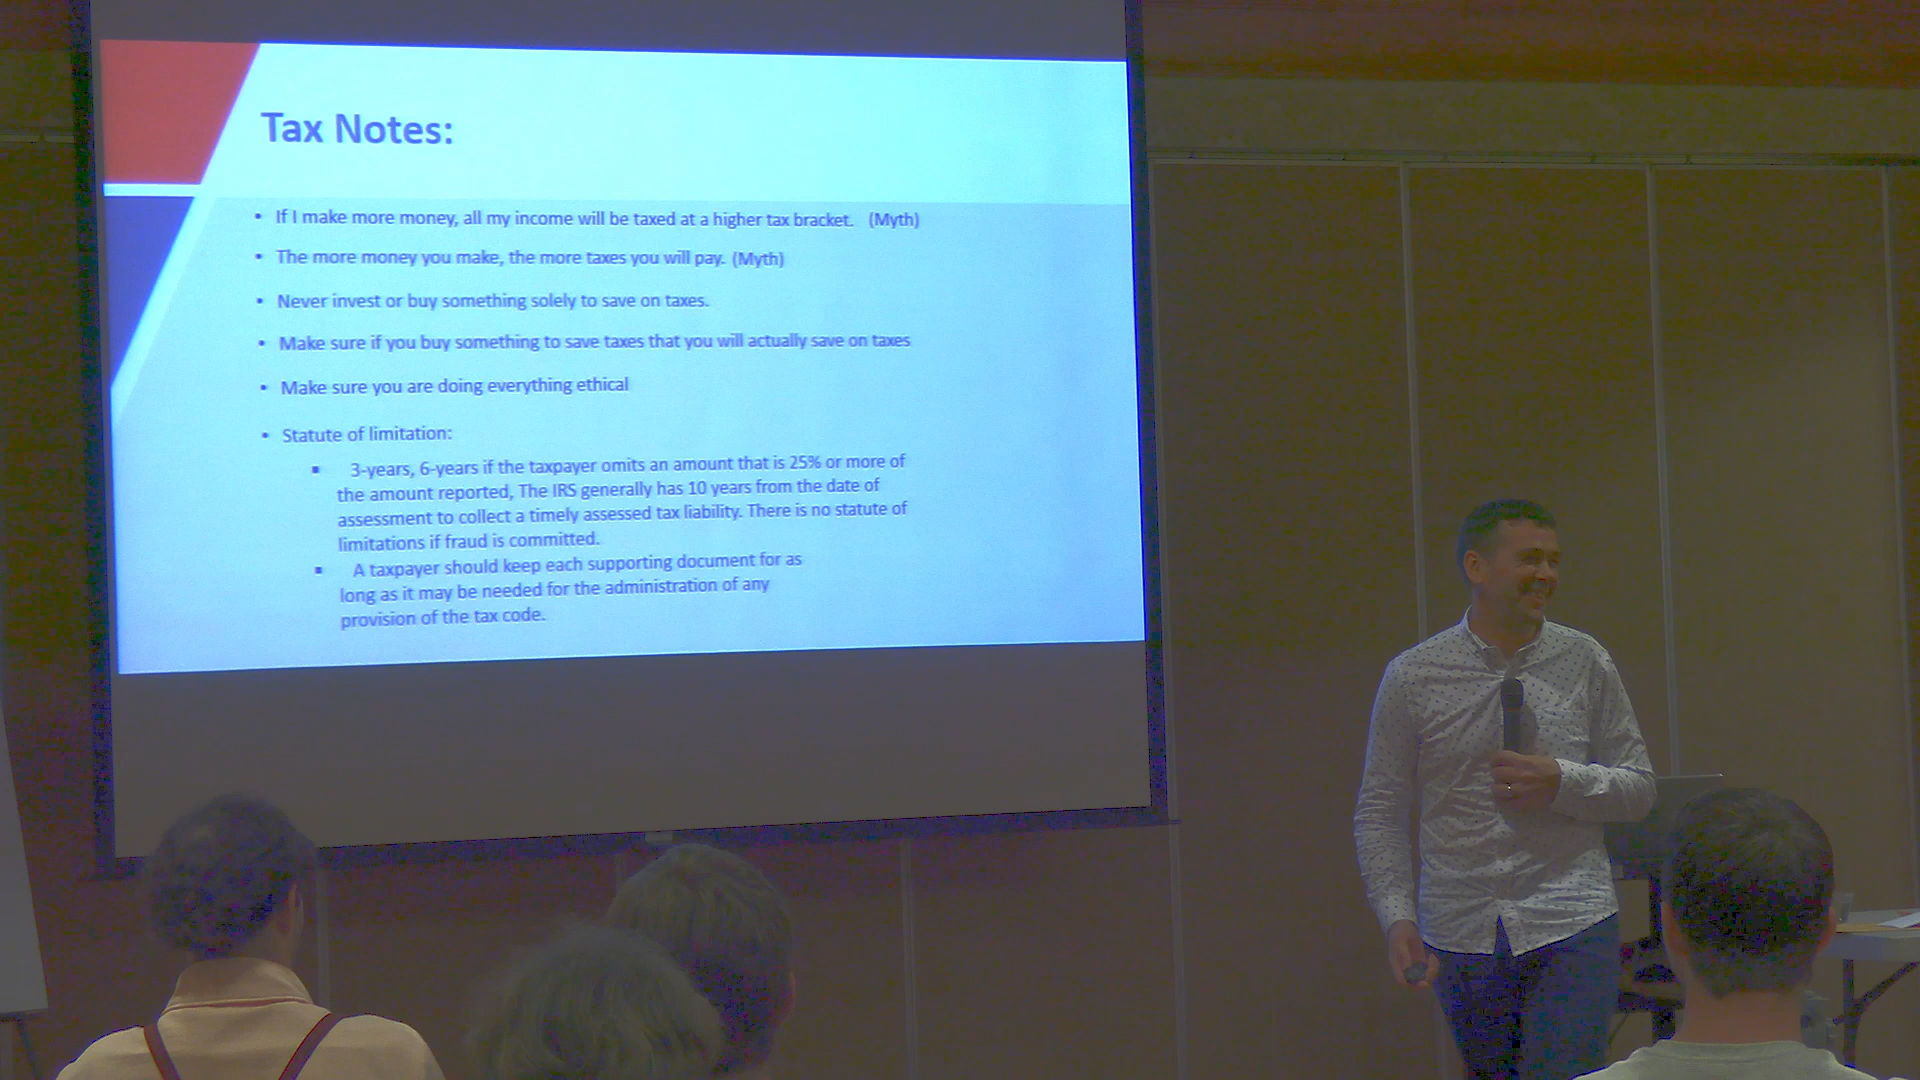 Tax Notes:
• If I make more money, all my income will be taxed at a higher tax bracket. (Myth)
• The more money you make, the more taxes you will pay. (Myth)
• Never invest or buy something solely to save on taxes.
• Make sure if you buy something to save taxes that you will actually save on taxes
• Make sure you are doing everything ethical
• Statute of limitation:
▪ 3-years, 6-years if the taxpayer omits an amount that is 25% or more of
the amount reported, The IRS generally has 10 years from the date of
assessment to collect a timely assessed tax liability. There is no statute of
limitations if fraud is committed.
▪ A taxpayer should keep each supporting document for as
long as it may be needed for the administration of any
provision of the tax code.